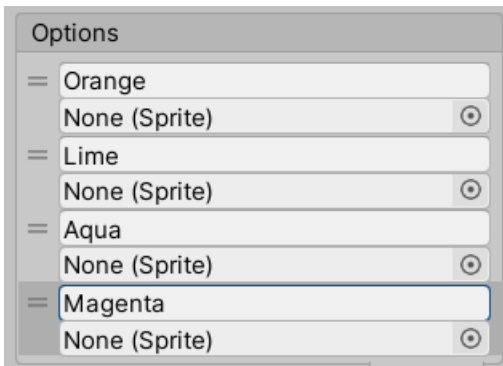 Options
Orange
None (Sprite)
Lime
None (Sprite)
Aqua
None (Sprite)
Magenta
None (Sprite)